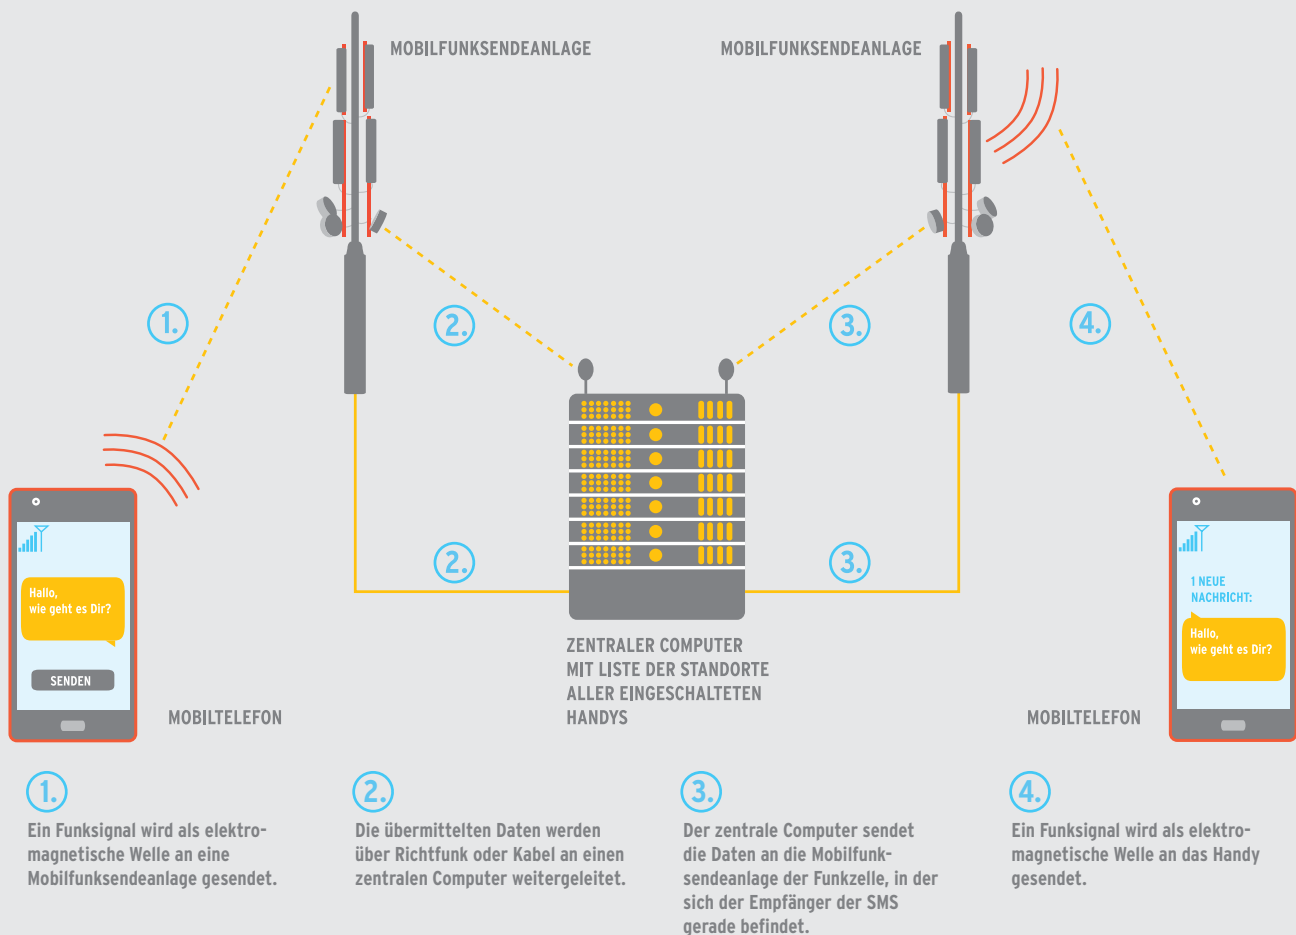 MOBILFUNKSENDEANLAGE
MOBILFUNKSENDEANLAGE
1.
2.
3.
4.
2.
3.
Hallo,
wie geht es Dir?
SENDEN
MOBILTELEFON
ZENTRALER COMPUTER
MIT LISTE DER STANDORTE
ALLER EINGESCHALTETEN
HANDYS
1 NEUE
NACHRICHT:
Hallo,
wie geht es Dir?
MOBILTELEFON
1.
Ein Funksignal wird als elektro-
magnetische Welle an eine
Mobilfunksendeanlage gesendet.
2.
Die übermittelten Daten werden
über Richtfunk oder Kabel an einen
zentralen Computer weitergeleitet.
3.
Der zentrale Computer sendet
die Daten an die Mobilfunk-
sendeanlage der Funkzelle, in der
sich der Empfänger der SMS
gerade befindet.
4.
Ein Funksignal wird als elektro-
magnetische Welle an das Handy
gesendet.